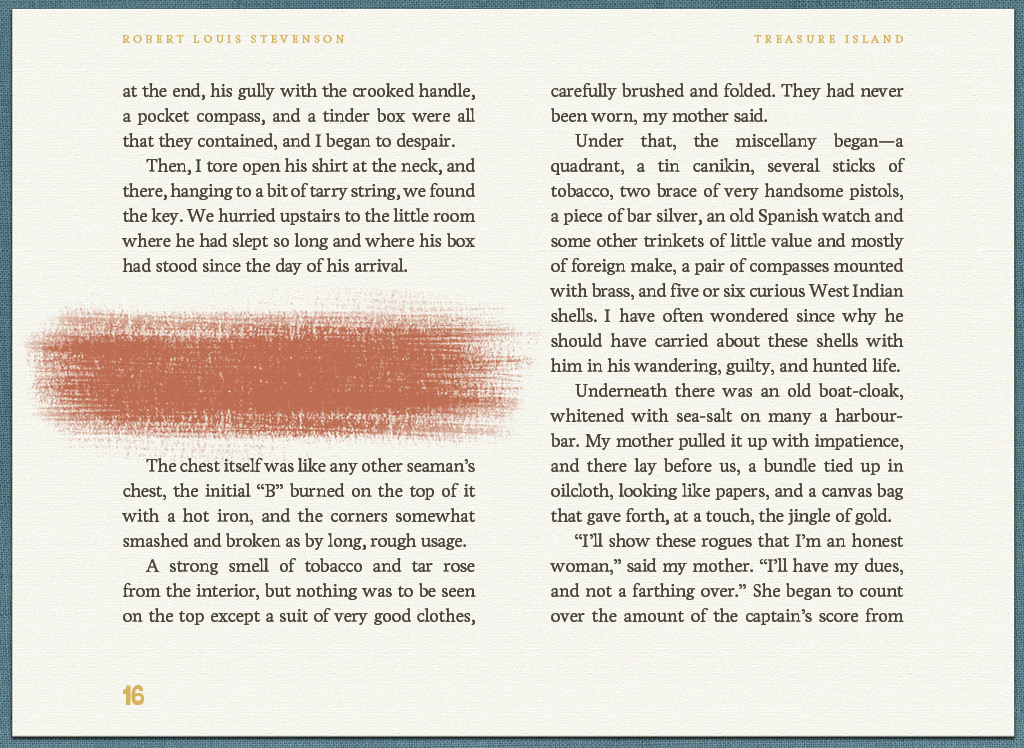 ROBERT LOUIS STEVENSON
TREASURE ISLAND
at the end, his gully with the crooked handle,
a pocket compass, and a tinder box were all
that they contained, and I began to despair.
Then, I tore open his shirt at the neck, and
there, hanging to a bit of tarry string, we found
the key. We hurried upstairs to the little room
where he had slept so long and where his box
had stood since the day of his arrival.
The chest itself was like any other seaman’s
chest, the initial “B” burned on the top of it
with a hot iron, and the corners somewhat
smashed and broken as by long, rough usage.
A strong smell of tobacco and tar rose
from the interior, but nothing was to be seen
on the top except a suit of very good clothes,
carefully brushed and folded. They had never
been worn, my mother said.
Under that, the miscellany began—a
quadrant, a tin canikin, several sticks of
tobacco, two brace of very handsome pistols,
a piece of bar silver, an old Spanish watch and
some other trinkets of little value and mostly
of foreign make, a pair of compasses mounted
with brass, and five or six curious West Indian
shells. I have often wondered since why he
should have carried about these shells with
him in his wandering, guilty, and hunted life.
Underneath there was an old boat-cloak,
whitened with sea-salt on many a harbour-
bar. My mother pulled it up with impatience,
and there lay before us, a bundle tied up in
oilcloth, looking like papers, and a canvas bag
that gave forth, at a touch, the jingle of gold.
“I’ll show these rogues that I’m an honest
woman,” said my mother. “I’ll have my dues,
and not a farthing over.” She began to count
over the amount of the captain’s score from
16